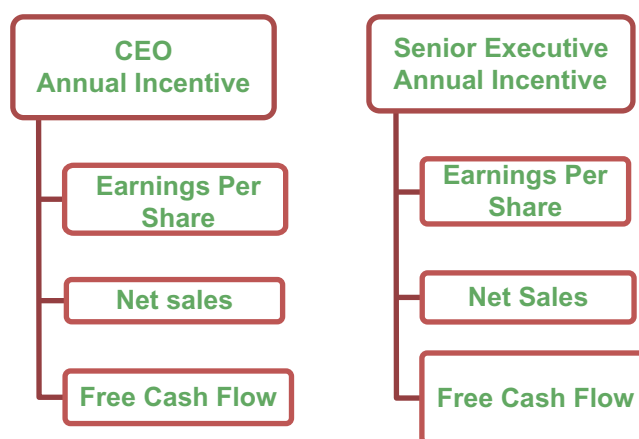 CEO
Annual Incentive
Earnings Per
Share
Net sales
Free Cash Flow
Senior Executive
Annual Incentive
Earnings Per
Share
Net Sales
Free Cash Flow